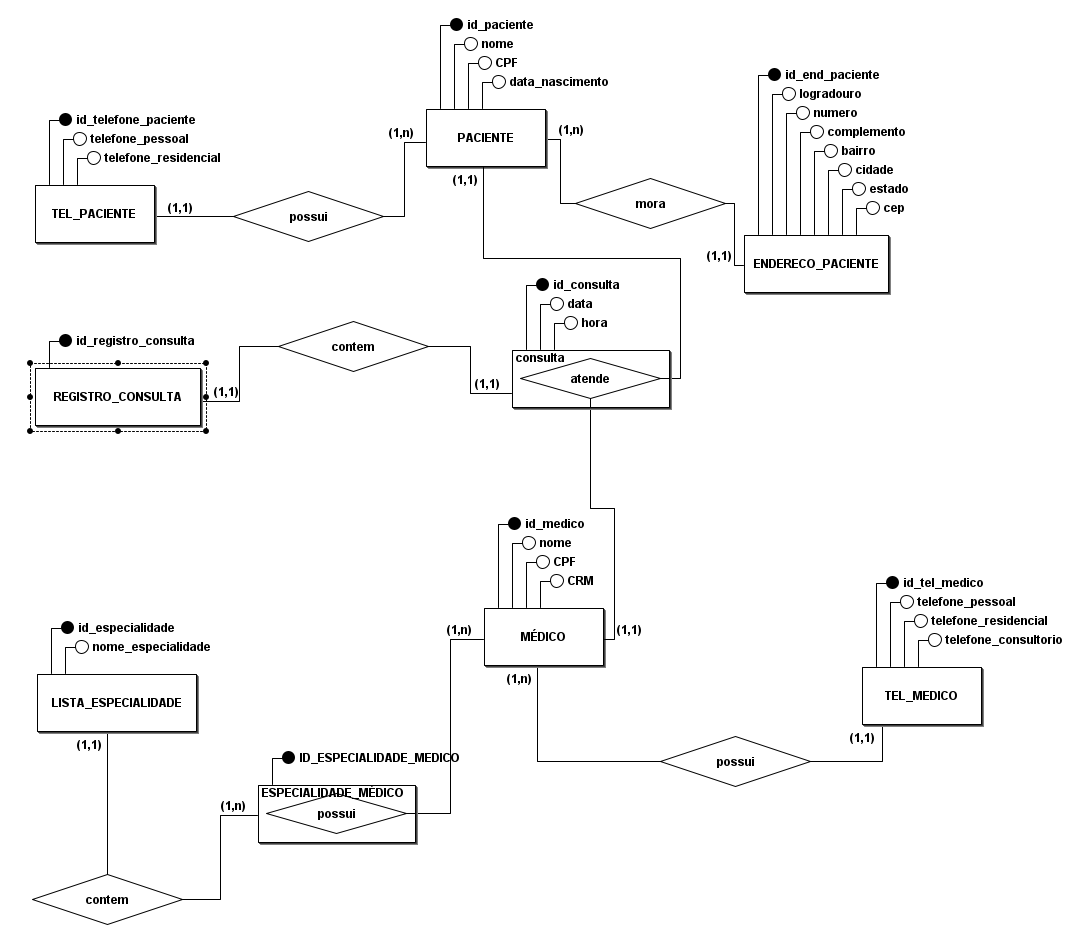 id_paciente
nome
CPF
data_nascimento
PACIENTE
(1,n)
(1,n)
(1,1)
id_telefone_paciente
telefone_pessoal
telefone_residencial
TEL_PACIENTE
(1,1)
possui
mora
id_end_paciente
logradouro
numero
complemento
bairro
cidade
estado
cep
(1,1)
ENDERECO_PACIENTE
id_consulta
data
hora
consulta
atende
(1,1)
contem
id_registro_consulta
REGISTRO_CONSULTA
(1,1)
id_medico
nome
CPF
CRM
MÉDICO
(1,n)
(1,1)
(1,n)
id_tel_medico
telefone_pessoal
telefone_residencial
telefone_consultorio
TEL_MEDICO
(1,1)
possui
id_especialidade
nome_especialidade
LISTA_ESPECIALIDADE
(1,1)
ID_ESPECIALIDADE_MEDICO
ESPECIALIDADE_MÉDICO
possui
(1,n)
contem